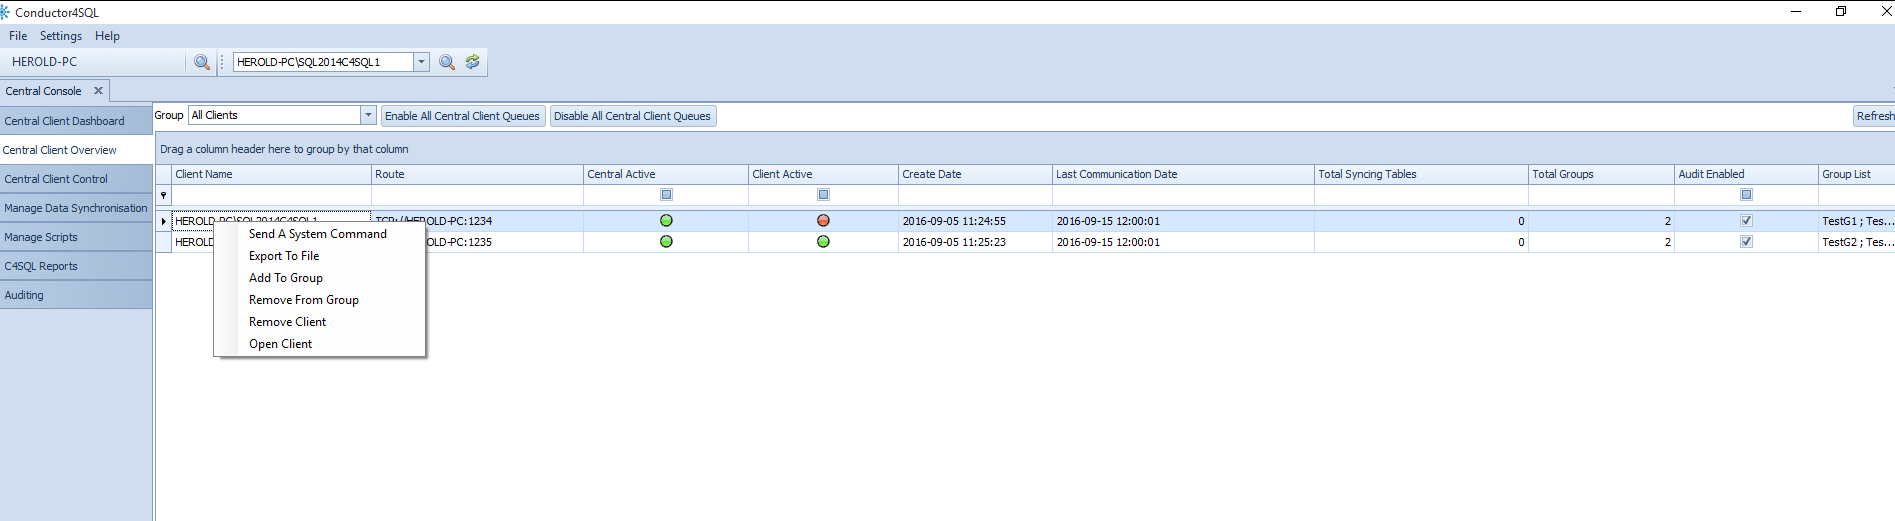 Conductor4SQL
File Settings Help
HEROLD-PC HEROLD-PC\SQL2014C4SQL1
Central Console X
Group All Clients Enable All Central Client Queues Disable All Central Client Queues Refresh
Central Client Dashboard
Central Client Overview
Central Client Control
Manage Data Synchronisation
Manage Scripts
C4SQL Reports
Auditing
Drag a column header here to group by that column
Client Name Route Central Active Client Active Create Date Last Communication Date Total Syncing Tables Total Groups Audit Enabled Group List
HEROLD-PC\SQL2014C4SQL1 TCP://HEROLD-PC:1234 2016-09-05 11:24:55 2016-09-15 12:00:01 0 2 TestG1 ; Tes...
HEROLD OLD-PC:1235 2016-09-05 11:25:23 2016-09-15 12:00:01 0 2 TestG2 ; Tes...
Send A System Command
Export To File
Add To Group
Remove From Group
Remove Client
Open Client